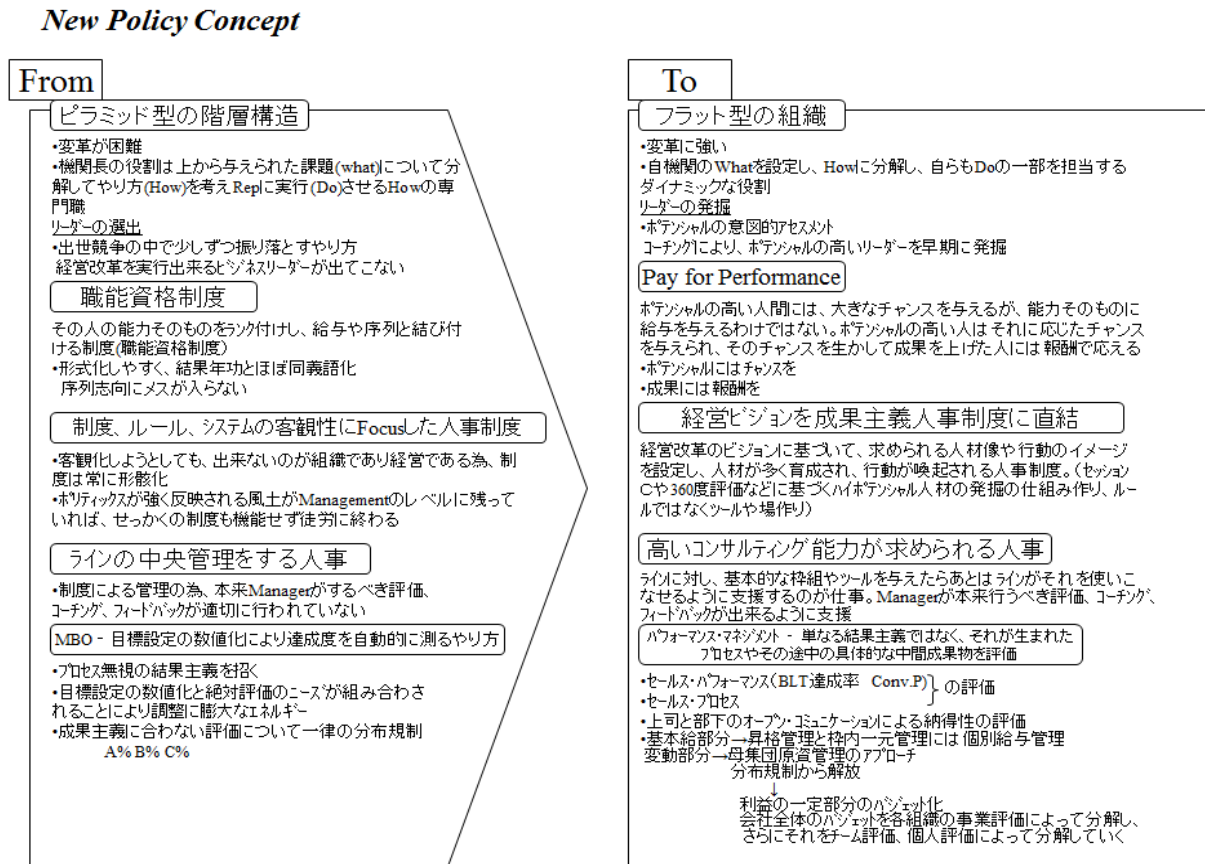 New Policy Concept
From
ピラミッド型の階層構造
・変革が困難
・機関長の役割は上から与えられた課題(what)について分
解してやり方(How)を考えRepに実行(Do)させるHowの専
門職
リーダーの選出
・出世競争の中で少しずつ振り落とすやり方
経営改革を実行出来るビジネスリーダーが出てこない
職能資格制度
その人の能力そのものをランク付けし、給与や序列と結び付
ける制度(職能資格制度)
・形式化しやすく、結果年功とほぼ同義語化
序列志向にメスが入らない
制度、ルール、システムの客観性にFocusした人事制度
・客観化しようとしても、出来ないのが組織であり経営である為、制
度は常に形骸化
・ポリティックスが強く反映される風土がManagementのレベルに残って
いれば、せっかくの制度も機能せず徒労に終わる
ラインの中央管理をする人事
・制度による管理の為、本来Managerがするべき評価、
コーチング、フィードバックが適切に行われていない
MBO - 目標設定の数値化により達成度を自動的に測るやり方
・プロセス無視の結果主義を招く
・目標設定の数値化と絶対評価のニーズが組み合わさ
れることにより調整に膨大なエネルギー
・成果主義に合わない評価について一律の分布規制
A% B% C%
To
フラット型の組織
・変革に強い
・自機関のWhatを設定し、Howに分解し、自らもDoの一部を担当する
ダイナミックな役割
リーダーの発掘
・ポテンシャルの意図的アセスメント
コーチングにより、ポテンシャルの高いリーダーを早期に発掘
Pay for Performance
ポテンシャルの高い人間には、大きなチャンスを与えるが、能力そのものに
給与を与えるわけではない。ポテンシャルの高い人はそれに応じたチャンス
を与えられ、そのチャンスを生かして成果を上げた人には報酬で応える
・ポテンシャルにはチャンスを
・成果には報酬を
経営ビジョンを成果主義人事制度に直結
経営改革のビジョンに基づいて、求められる人材像や行動のイメージ
を設定し、人材が多く育成され、行動が喚起される人事制度。(セッション
Cや360度評価などに基づくハイポテンシャル人材の発掘の仕組み作り、ルー
ルではなくツールや場作り)
高いコンサルティング能力が求められる人事
ラインに対し、基本的な枠組やツールを与えたらあとはラインがそれを使いこ
なせるように支援するのが仕事。Managerが本来行うべき評価、コーチング、
フィードバックが出来るように支援
パフォーマンス・マネジメント - 単なる結果主義ではなく、それが生まれた
プロセスやその途中の具体的な中間成果物を評価
・セールス・パフォーマンス(BLT達成率 Conv.P) } の評価
・セールス・プロセス
・上司と部下のオープン・コミュニケーションによる納得性の評価
・基本給部分→昇格管理と枠内一元管理には個別給与管理
変動部分→母集団原資管理のアプローチ
分布規制から解放
↓
利益の一定部分のバジェット化
会社全体のバジェットを各組織の事業評価によって分解し、
さらにそれをチーム評価、個人評価によって分解していく